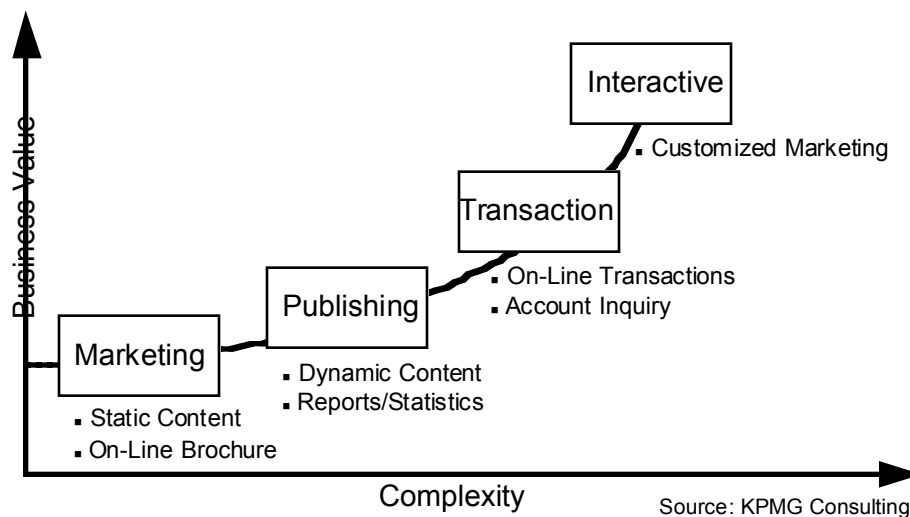 Business Value
Interactive
▪ Customized Marketing
Transaction
▪ On-Line Transactions
▪ Account Inquiry
Publishing
▪ Dynamic Content
▪ Reports/Statistics
Marketing
▪ Static Content
▪ On-Line Brochure
Complexity
Source: KPMG Consulting